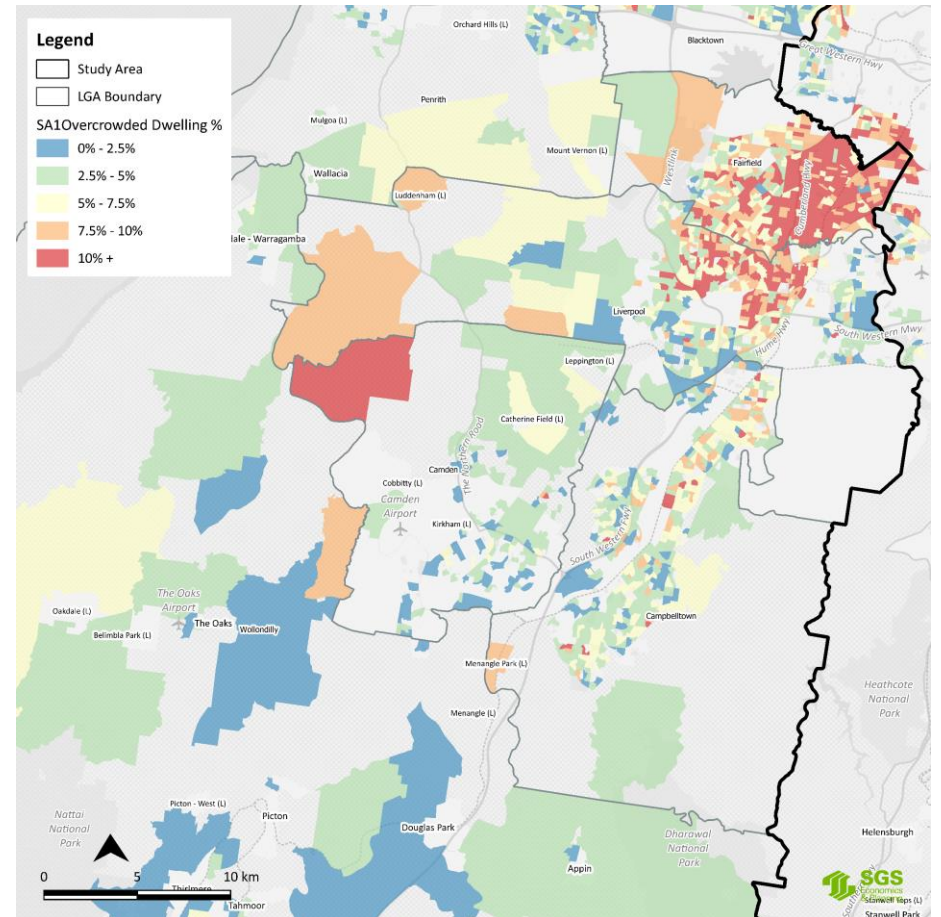 Legend
Study Area
LGA Boundary
SA1Overcrowded Dwelling %
0% - 2.5%
2.5% - 5%
5% - 7.5%
7.5% - 10%
10% +
Orchard Hills (L)
Blacktown
Great Western Hwy
Penrith
Mulgoa (L)
Mount Vernon (L)
Wallacia
Westlink
Fairfield
Cumberland Hwy
Luddenham (L)
dale - Warragamba
Liverpool
South Western Mwy
Hume Hwy
Leppington (L)
Catherine Field (L)
The Northern Road
Camden
Cobbitty (L)
Camden
Airport
Kirkham (L)
South Western Fwy
The Oaks
Airport
Oakdale (L)
The Oaks
Wollondilly
Belimbla Park (L)
Campbelltown
Menangle Park (L)
Heathcote
National
Park
Menangle (L)
Nattai
National
Park
Picton - West (L)
Picton
Douglas Park
Dharawal
National
Park
Helensburgh
Appin
0
5
10 km
Thirlmere
Tahmoor
SGS
Economics
& Planning
Stanwell Tops (L)
Stanwell Park